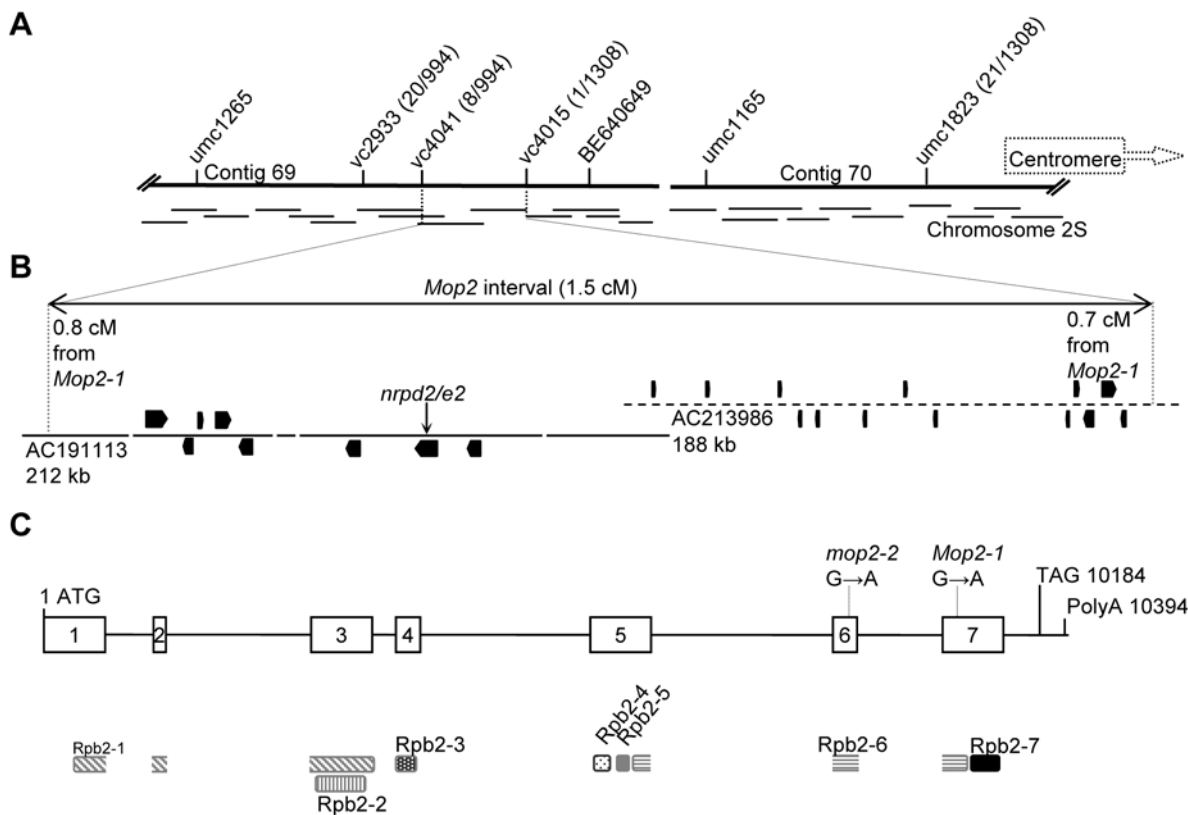 A
umc1265
vc2933 (20/994)
vc4041 (8/994)
vc4015 (1/1308)
BE640649
umc1165
umc1823 (21/1308)
Contig 69
Contig 70
Centromere
Chromosome 2S
B
Mop2 interval (1.5 cM)
0.8 cM
from
Mop2-1
0.7 cM
from
Mop2-1
nrpd2/e2
AC191113
212 kb
AC213986
188 kb
C
mop2-2
G→A
Mop2-1
G→A
TAG 10184
PolyA 10394
1 ATG
1
2
3
4
5
6
7
Rpb2-1
Rpb2-2
Rpb2-3
Rpb2-4
Rpb2-5
Rpb2-6
Rpb2-7